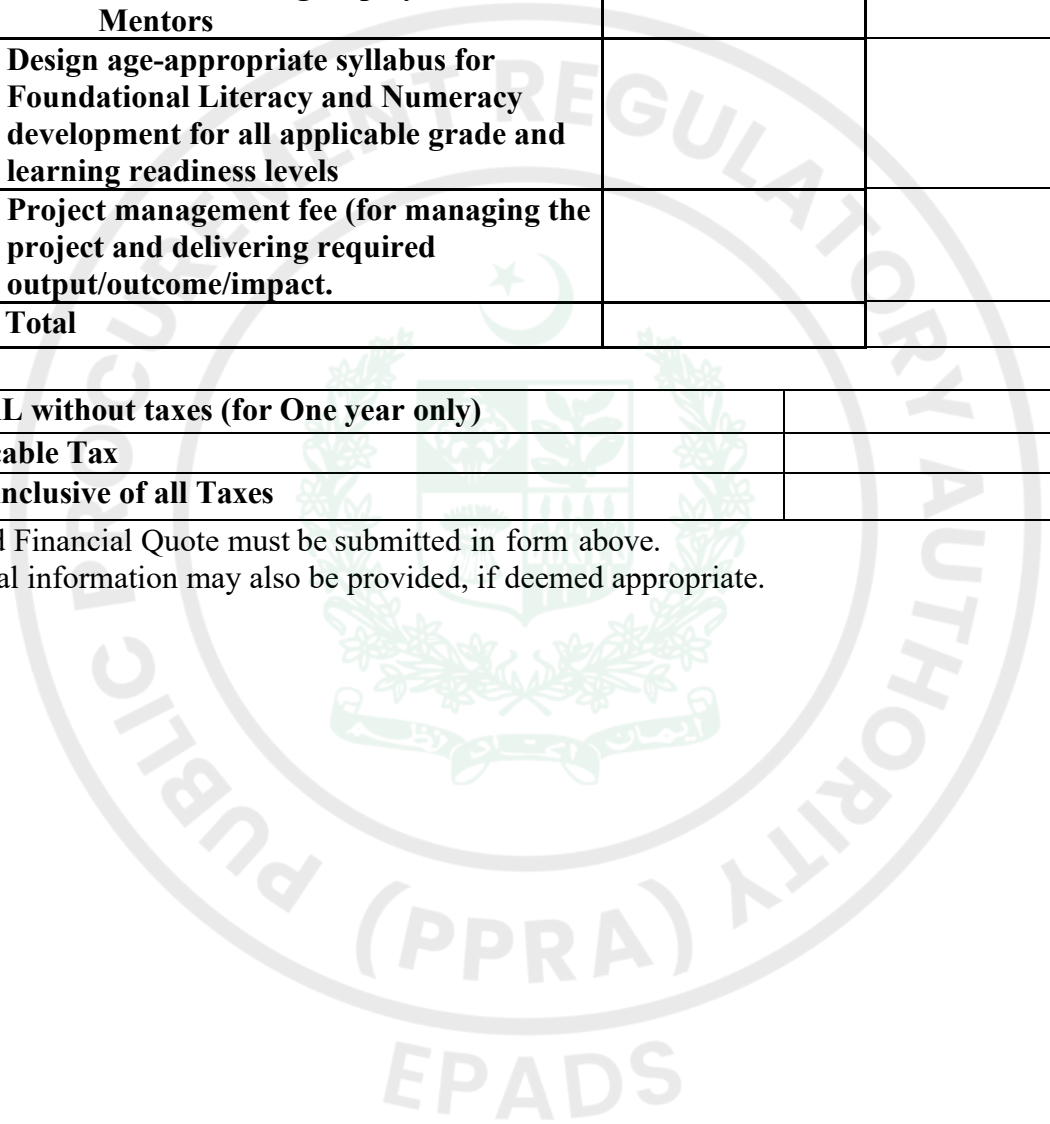 Mentors
Design age-appropriate syllabus for
Foundational Literacy and Numeracy
development for all applicable grade and
learning readiness levels
Project management fee (for managing the
project and delivering required
output/outcome/impact.
Total
L without taxes (for One year only)
able Tax
nclusive of all Taxes
Financial Quote must be submitted in form above.
al information may also be provided, if deemed appropriate.
PUBLIC PROCUREMENT REGULATORY AUTHORITY
(PPRA)
EPADS